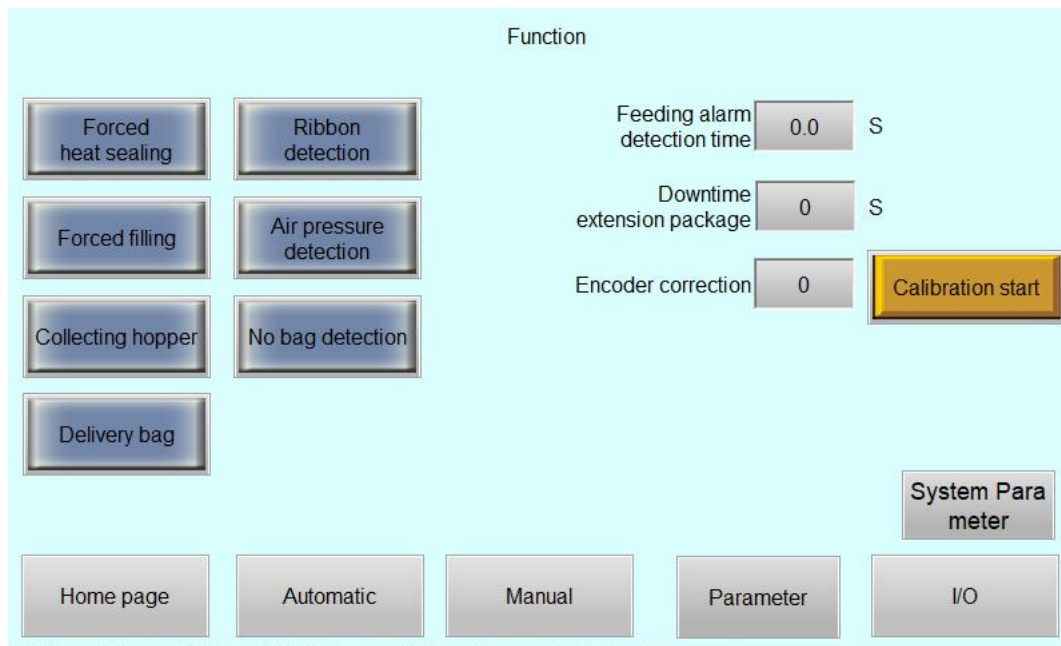 Function
Forced
heat sealing
Ribbon
detection
Feeding alarm
detection time
0.0
S
Forced filling
Air pressure
detection
Downtime
extension package
0
S
Encoder correction
0
Calibration start
Collecting hopper
No bag detection
Delivery bag
System Para
meter
Home page
Automatic
Manual
Parameter
I/O